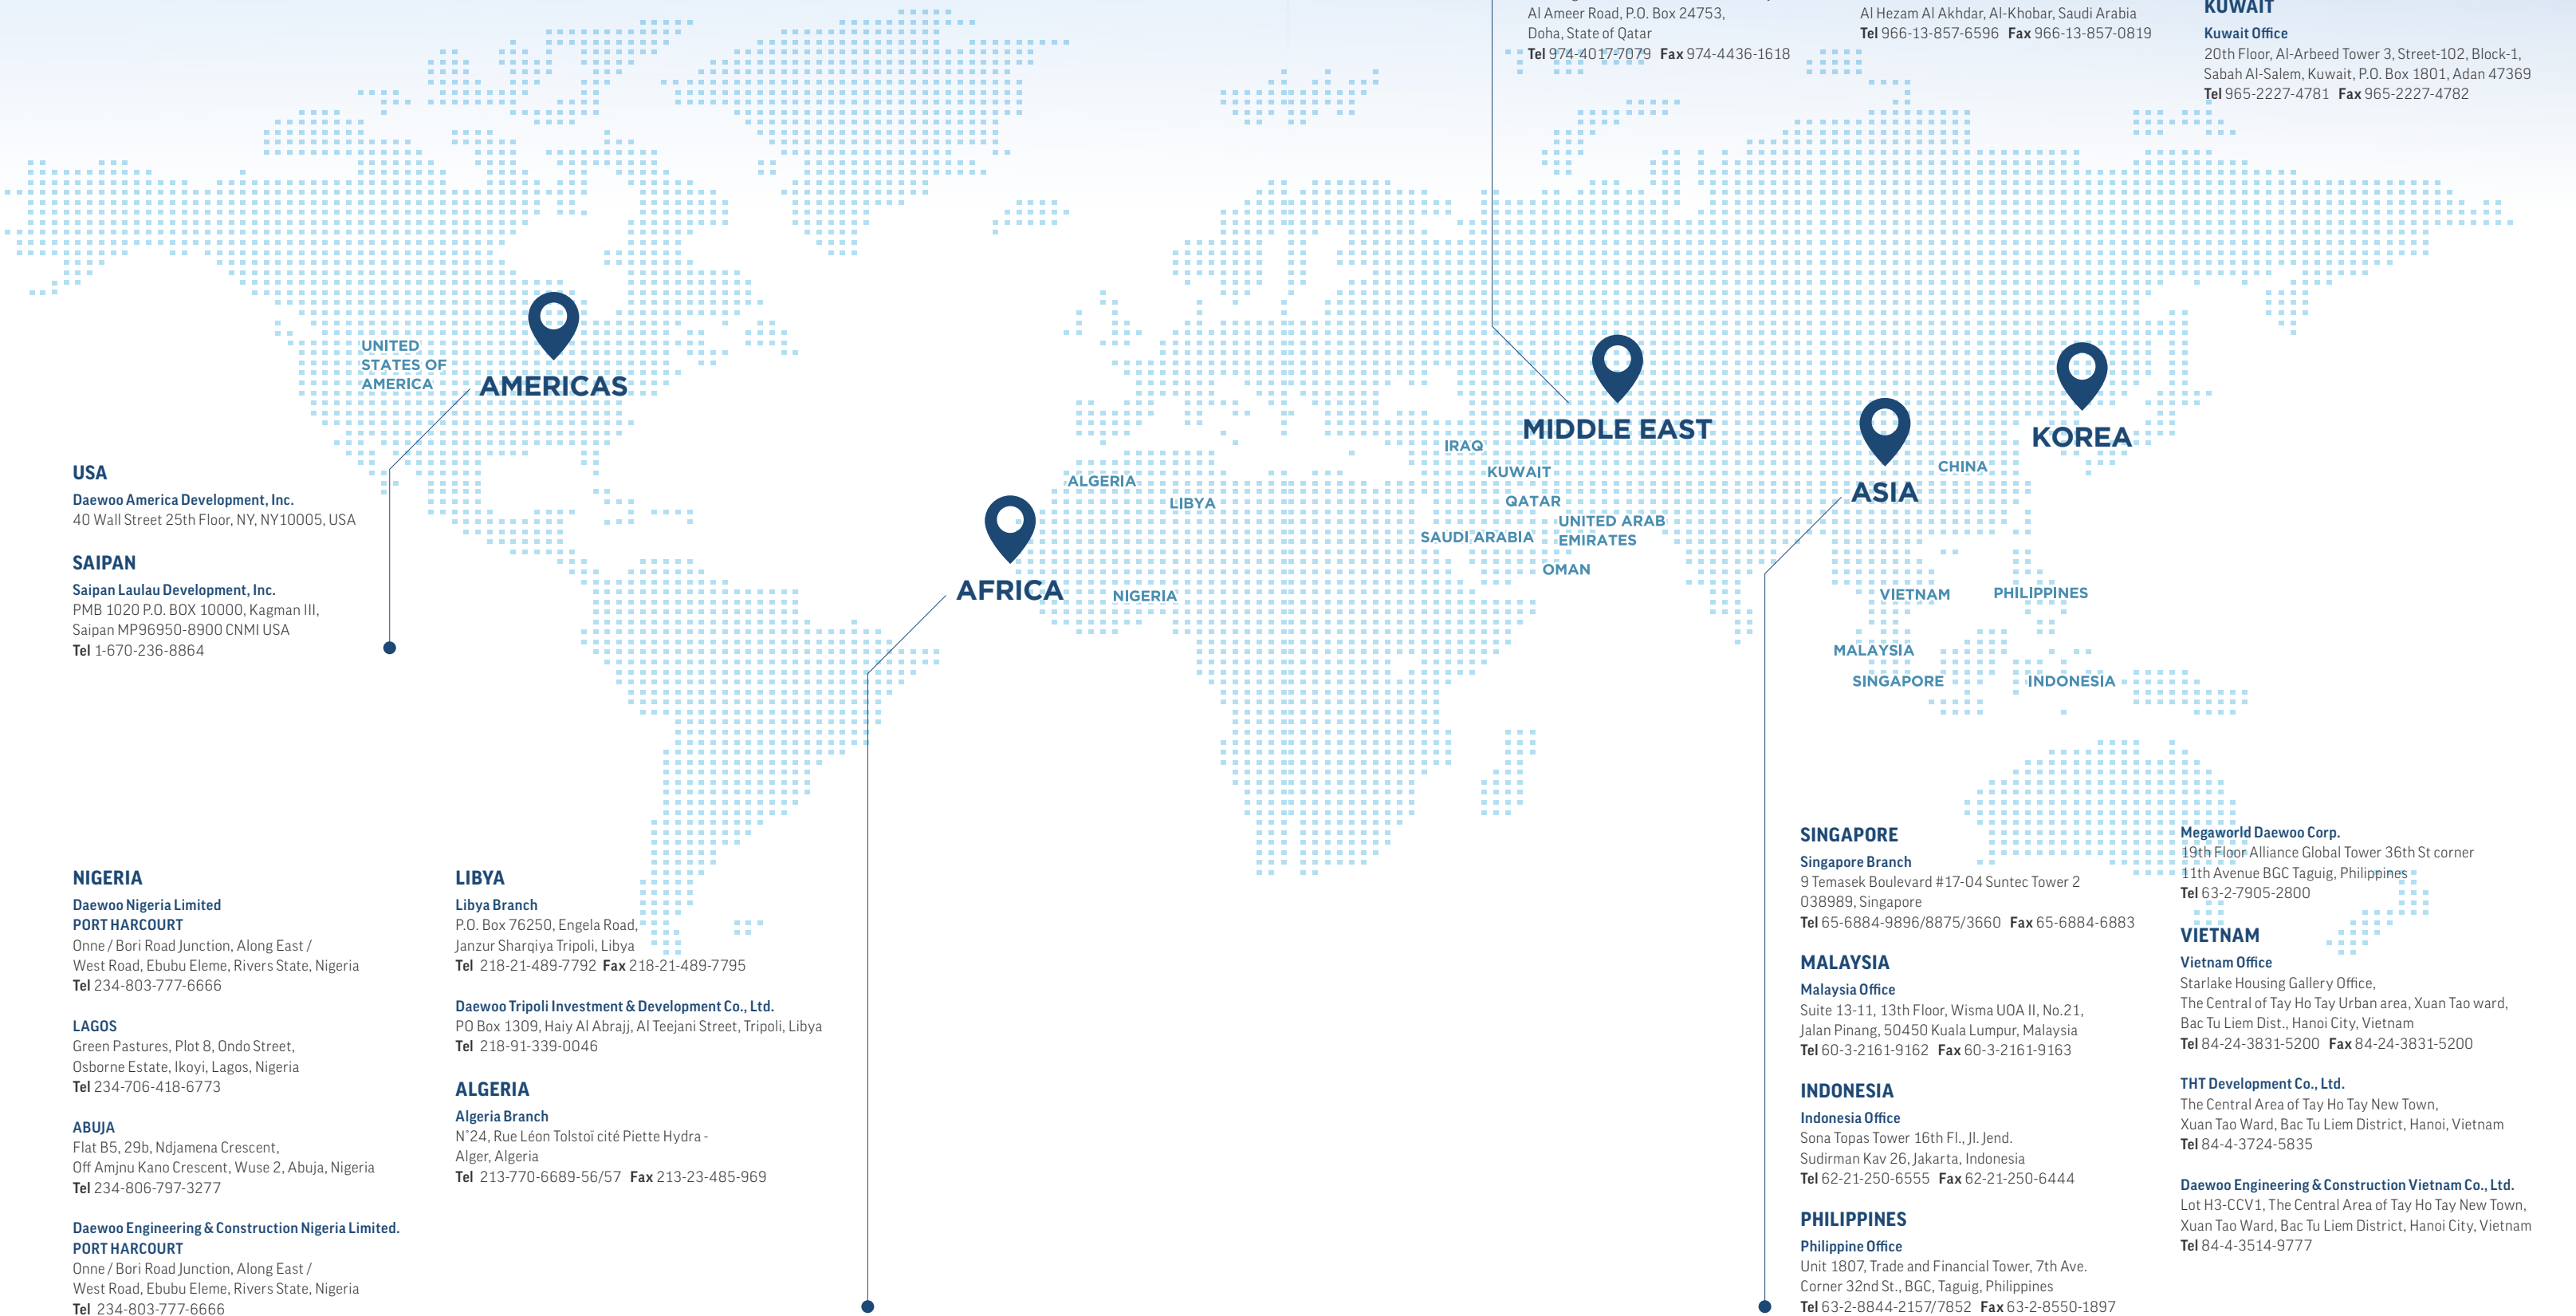 Al Ameer Road, P.O. Box 24753,
Doha, State of Qatar
Tel 974-4017-7079 Fax 974-4436-1618
Al Hezam Al Akhdar, Al-Khobar, Saudi Arabia
Tel 966-13-857-6596 Fax 966-13-857-0819
KUWAIT
Kuwait Office
20th Floor, Al-Arbeed Tower 3, Street-102, Block-1,
Sabah Al-Salem, Kuwait, P.O. Box 1801, Adan 47369
Tel 965-2227-4781 Fax 965-2227-4782
UNITED
STATES OF
AMERICA
AMERICAS
MIDDLE EAST
KOREA
ASIA
CHINA
IRAQ
KUWAIT
QATAR
UNITED ARAB
EMIRATES
SAUDI ARABIA
OMAN
ALGERIA
LIBYA
AFRICA
NIGERIA
VIETNAM
PHILIPPINES
MALAYSIA
SINGAPORE
INDONESIA
USA
Daewoo America Development, Inc.
40 Wall Street 25th Floor, NY, NY10005, USA
SAIPAN
Saipan Laulau Development, Inc.
PMB 1020 P.O. BOX 10000, Kagman III,
Saipan MP96950-8900 CNMI USA
Tel 1-670-236-8864
NIGERIA
Daewoo Nigeria Limited
PORT HARCOURT
Onne / Bori Road Junction, Along East /
West Road, Ebubu Eleme, Rivers State, Nigeria
Tel 234-803-777-6666
LAGOS
Green Pastures, Plot 8, Ondo Street,
Osborne Estate, Ikoyi, Lagos, Nigeria
Tel 234-706-418-6773
ABUJA
Flat B5, 29b, Ndjamena Crescent,
Off Amjnu Kano Crescent, Wuse 2, Abuja, Nigeria
Tel 234-806-797-3277
Daewoo Engineering & Construction Nigeria Limited.
PORT HARCOURT
Onne / Bori Road Junction, Along East /
West Road, Ebubu Eleme, Rivers State, Nigeria
Tel 234-803-777-6666
LIBYA
Libya Branch
P.O. Box 76250, Engela Road,
Janzur Sharqiya Tripoli, Libya
Tel 218-21-489-7792 Fax 218-21-489-7795
Daewoo Tripoli Investment & Development Co., Ltd.
PO Box 1309, Haiy Al Abrajj, Al Teejani Street, Tripoli, Libya
Tel 218-91-339-0046
ALGERIA
Algeria Branch
N°24, Rue Léon Tolstoï cité Piette Hydra -
Alger, Algeria
Tel 213-770-6689-56/57 Fax 213-23-485-969
SINGAPORE
Singapore Branch
9 Temasek Boulevard #17-04 Suntec Tower 2
038989, Singapore
Tel 65-6884-9896/8875/3660 Fax 65-6884-6883
MALAYSIA
Malaysia Office
Suite 13-11, 13th Floor, Wisma UOA II, No.21,
Jalan Pinang, 50450 Kuala Lumpur, Malaysia
Tel 60-3-2161-9162 Fax 60-3-2161-9163
INDONESIA
Indonesia Office
Sona Topas Tower 16th Fl., Jl. Jend.
Sudirman Kav 26, Jakarta, Indonesia
Tel 62-21-250-6555 Fax 62-21-250-6444
PHILIPPINES
Philippine Office
Unit 1807, Trade and Financial Tower, 7th Ave.
Corner 32nd St., BGC, Taguig, Philippines
Tel 63-2-8844-2157/7852 Fax 63-2-8550-1897
Megaworld Daewoo Corp.
19th Floor Alliance Global Tower 36th St corner
11th Avenue BGC Taguig, Philippines
Tel 63-2-7905-2800
VIETNAM
Vietnam Office
Starlake Housing Gallery Office,
The Central of Tay Ho Tay Urban area, Xuan Tao ward,
Bac Tu Liem Dist., Hanoi City, Vietnam
Tel 84-24-3831-5200 Fax 84-24-3831-5200
THT Development Co., Ltd.
The Central Area of Tay Ho Tay New Town,
Xuan Tao Ward, Bac Tu Liem District, Hanoi, Vietnam
Tel 84-4-3724-5835
Daewoo Engineering & Construction Vietnam Co., Ltd.
Lot H3-CCV1, The Central Area of Tay Ho Tay New Town,
Xuan Tao Ward, Bac Tu Liem District, Hanoi City, Vietnam
Tel 84-4-3514-9777